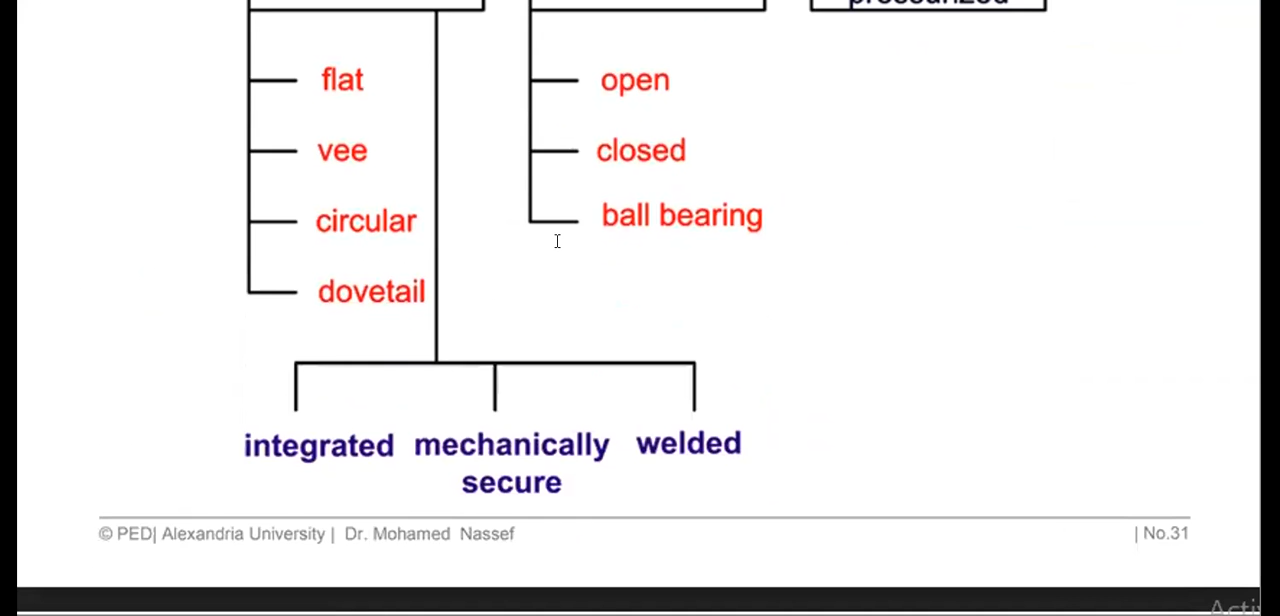 pressurized
flat
open
vee
closed
circular
ball bearing
dovetail
integrated mechanically welded
secure
© PED| Alexandria University | Dr. Mohamed Nassef
| No.31